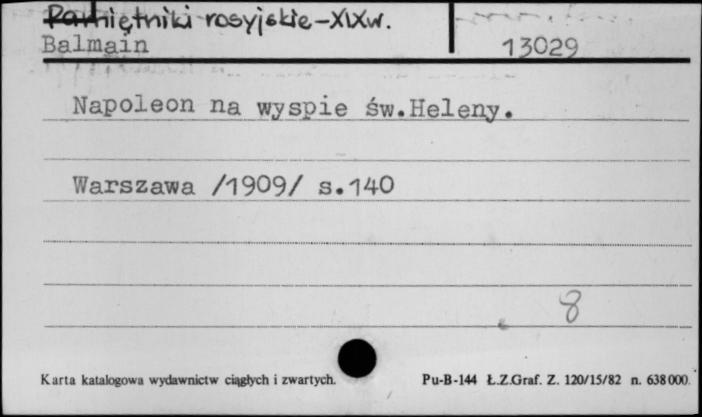 Pamiętniki rosyjskie-XIXw.
Balmain 13029
Napoleon na wyspie św.Heleny.
Warszawa /1909/ s.140
8
Karta katalogowa wydawnictw ciągłych i zwartych. Pu-B-144 Ł.Z.Graf. Z. 120/15/82 n. 638000.